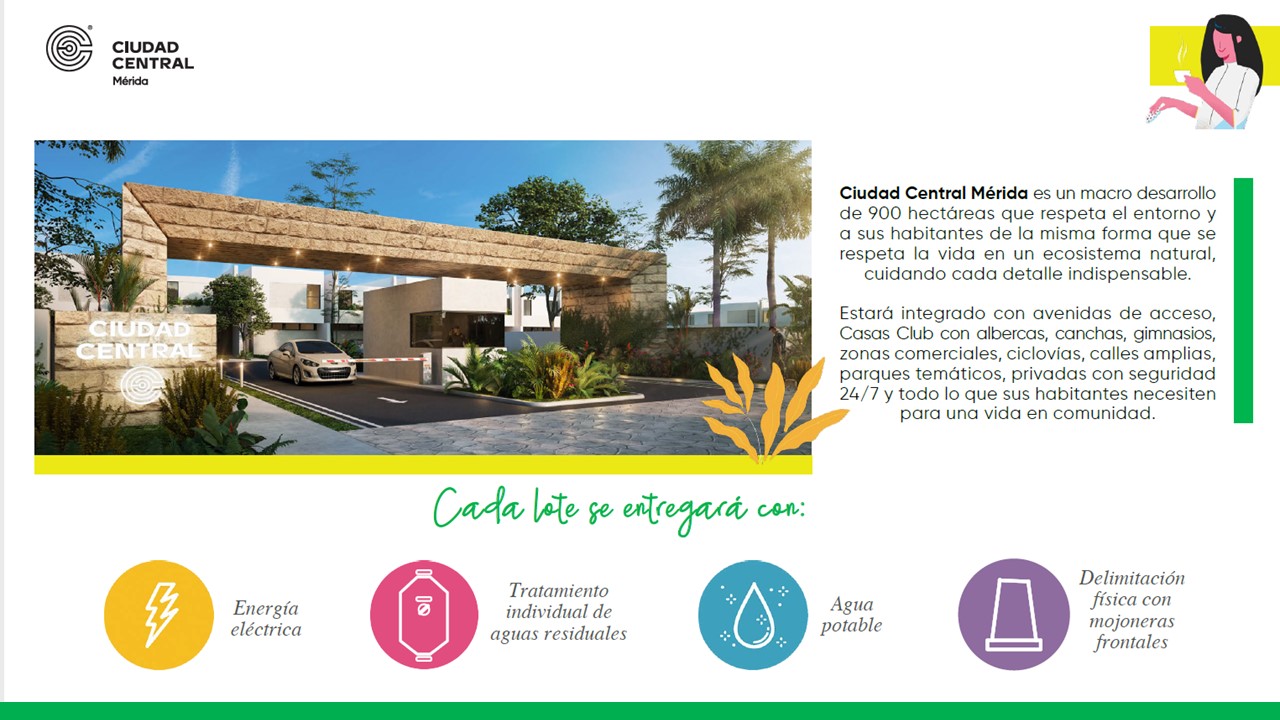 CIUDAD
CENTRAL
Mérida
CIUDAD
CENTRAL
Ciudad Central Mérida es un macro desarrollo
de 900 hectáreas que respeta el entorno y
a sus habitantes de la misma forma que se
respeta la vida en un ecosistema natural,
cuidando cada detalle indispensable.
Estará integrado con avenidas de acceso,
Casas Club con albercas, canchas, gimnasios,
zonas comerciales, ciclovías, calles amplias,
parques temáticos, privadas con seguridad
24/7 y todo lo que sus habitantes necesiten
para una vida en comunidad.
Cada lote se entregará con:
Energía
eléctrica
Tratamiento
individual de
aguas residuales
Agua
potable
Delimitación
física con
mojoneras
frontales